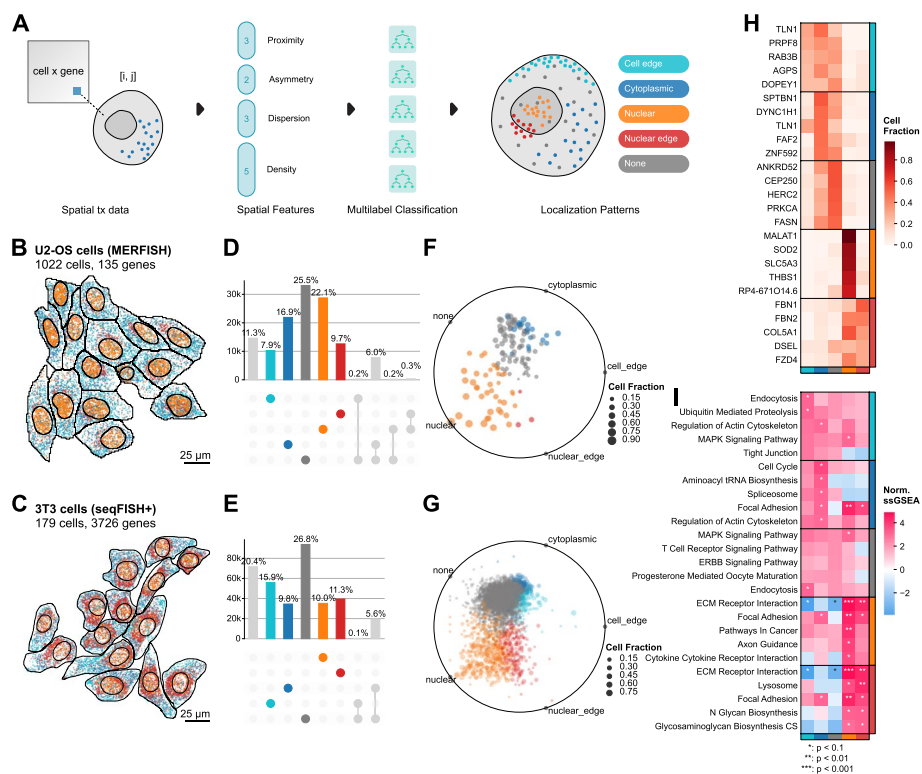 A
cell x gene
[i, j]
Spatial tx data
3
Proximity
2
Asymmetry
3
Dispersion
5
Density
Spatial Features
Multilabel Classification
Cell edge
Cytoplasmic
Nuclear
Nuclear edge
None
Localization Patterns
B
U2-OS cells (MERFISH)
1022 cells, 135 genes
25 µm
C
3T3 cells (seqFISH+)
179 cells, 3726 genes
25 µm
D
30k
20k
10k
0
11.3%
7.9%
16.9%
25.5%
22.1%
9.7%
0.2%
6.0%
0.2%
0.3%
E
80k
60k
40k
20k
0
20.4%
15.9%
9.8%
26.8%
10.0%
11.3%
0.1%
5.6%
F
cytoplasmic
none
cell_edge
nuclear
nuclear_edge
Cell Fraction
0.15
0.30
0.45
0.60
0.75
0.90
G
cytoplasmic
none
cell_edge
nuclear
nuclear_edge
Cell Fraction
0.15
0.30
0.45
0.60
0.75
H
TLN1
PRPF8
RAB3B
AGPS
DOPEY1
SPTBN1
DYNC1H1
TLN1
FAF2
ZNF592
ANKRD52
CEP250
HERC2
PRKCA
FASN
MALAT1
SOD2
SLC5A3
THBS1
RP4-671O14.6
FBN1
FBN2
COL5A1
DSEL
FZD4
Cell
Fraction
0.8
0.6
0.4
0.2
0.0
I
Endocytosis *
Ubiquitin Mediated Proteolysis *
Regulation of Actin Cytoskeleton *
MAPK Signaling Pathway *
Tight Junction
Cell Cycle *
Aminoacyl tRNA Biosynthesis *
Spliceosome *
Focal Adhesion * ** *
Regulation of Actin Cytoskeleton *
MAPK Signaling Pathway *
T Cell Receptor Signaling Pathway
ERBB Signaling Pathway
Progesterone Mediated Oocyte Maturation
Endocytosis *
ECM Receptor Interaction * * *** **
Focal Adhesion * ** *
Pathways In Cancer *
Axon Guidance *
Cytokine Cytokine Receptor Interaction *
ECM Receptor Interaction * * *** **
Lysosome * **
Focal Adhesion * ** *
N Glycan Biosynthesis * *
Glycosaminoglycan Biosynthesis CS * *
Norm.
ssGSEA
4
2
0
−2
*: p < 0.1
**: p < 0.01
***: p < 0.001